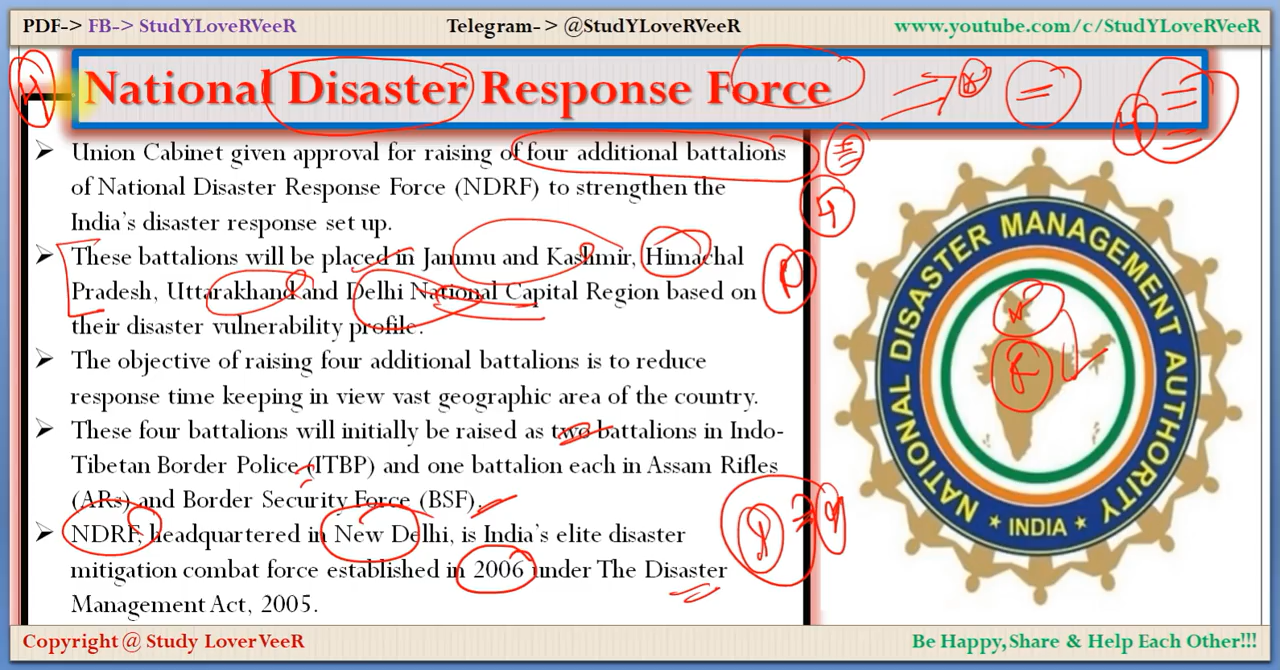 PDF-> FB-> StudYLoveRVeeR
Telegram-> @StudYLoveRVeeR
www.youtube.com/c/StudYLoveRVeeR
National Disaster Response Force
➤ Union Cabinet given approval for raising of four additional battalions
of National Disaster Response Force (NDRF) to strengthen the
India's disaster response set up.
➤ These battalions will be placed in Jammu and Kashmir, Himachal
Pradesh, Uttarakhand and Delhi National Capital Region based on
their disaster vulnerability profile.
➤ The objective of raising four additional battalions is to reduce
response time keeping in view vast geographic area of the country.
➤ These four battalions will initially be raised as two battalions in Indo-
Tibetan Border Police (ITBP) and one battalion each in Assam Rifles
(ARs) and Border Security Force (BSF).
➤ NDRF, headquartered in New Delhi, is India's elite disaster
mitigation combat force established in 2006 under The Disaster
Management Act, 2005.
NATIONAL DISASTER MANAGEMENT AUTHORITY
★ INDIA ★
Copyright @ Study LoverVeeR
Be Happy,Share & Help Each Other!!!